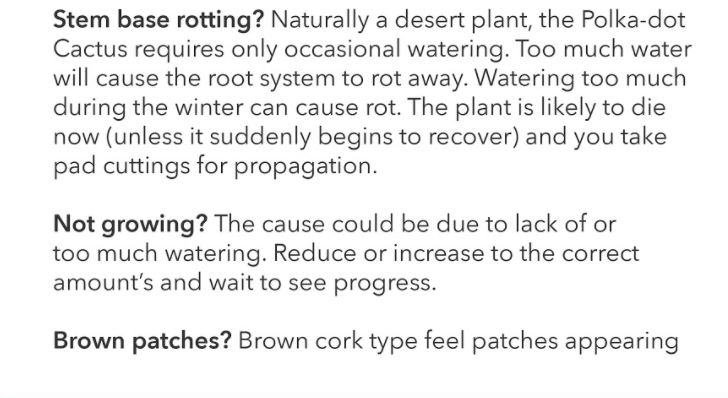 Stem base rotting? Naturally a desert plant, the Polka-dot
Cactus requires only occasional watering. Too much water
will cause the root system to rot away. Watering too much
during the winter can cause rot. The plant is likely to die
now (unless it suddenly begins to recover) and you take
pad cuttings for propagation.
Not growing? The cause could be due to lack of or
too much watering. Reduce or increase to the correct
amount's and wait to see progress.
Brown patches? Brown cork type feel patches appearing